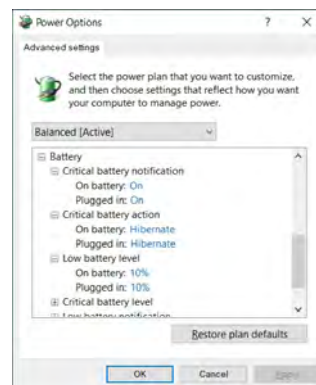 Power Options
Advanced settings
Select the power plan that you want to customize,
and then choose settings that reflect how you want
your computer to manage power.
Balanced [Active]
Battery
Critical battery notification
On battery: On
Plugged in: On
Critical battery action
On battery: Hibernate
Plugged in: Hibernate
Low battery level
On battery: 10%
Plugged in: 10%
Critical battery level
Low battery notification
Restore plan defaults
OK
Cancel
Apply